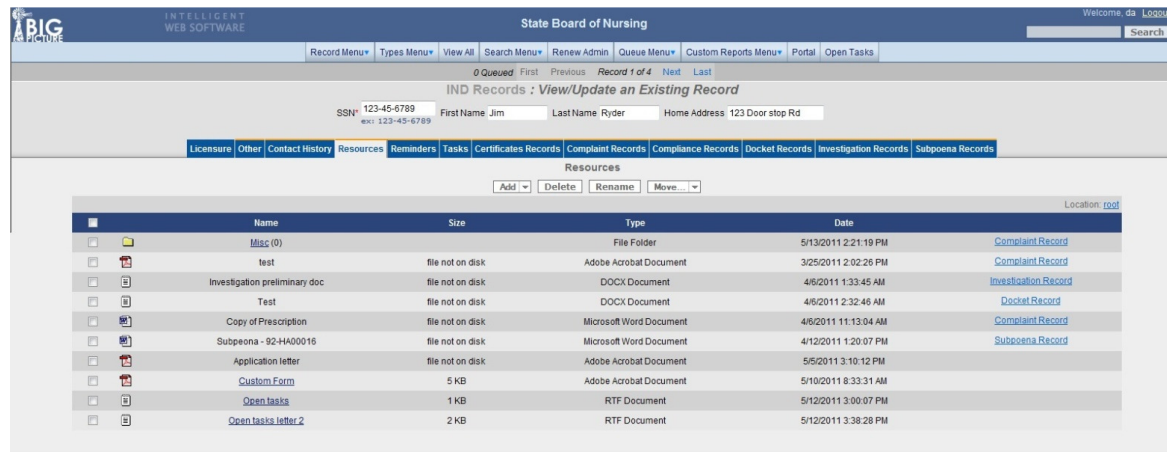 BIG
PICTURE
INTELLIGENT
WEB SOFTWARE
State Board of Nursing
Welcome, da Logou
Search
Record Menu Types Menu View All Search Menu Renew Admin Queue Menu Custom Reports Menu Portal Open Tasks
0 Queued First Previous Record 1 of 4 Next Last
IND Records : View/Update an Existing Record
SSN* 123-45-6789 First Name Jim Last Name Ryder Home Address 123 Door stop Rd
ex: 123-45-6789
Licensure Other Contact History Resources Reminders Tasks Certificates Records Complaint Records Compliance Records Docket Records Investigation Records Subpoena Records
Resources
Add Delete Rename Move...
Location: root
Name Size Type Date
Misc (0) File Folder 5/13/2011 2:21:19 PM Complaint Record
test file not on disk Adobe Acrobat Document 3/25/2011 2:02:26 PM Complaint Record
Investigation preliminary doc file not on disk DOCX Document 4/6/2011 1:33:45 AM Investigation Record
Test file not on disk DOCX Document 4/6/2011 2:32:46 AM Docket Record
Copy of Prescription file not on disk Microsoft Word Document 4/6/2011 11:13:04 AM Complaint Record
Subpeona - 92-HA00016 file not on disk Microsoft Word Document 4/12/2011 1:20:07 PM Subpoena Record
Application letter file not on disk Adobe Acrobat Document 5/5/2011 3:10:12 PM
Custom Form 5 KB Adobe Acrobat Document 5/10/2011 8:33:31 AM
Open tasks 1 KB RTF Document 5/12/2011 3:00:07 PM
Open tasks letter 2 2 KB RTF Document 5/12/2011 3:38:28 PM